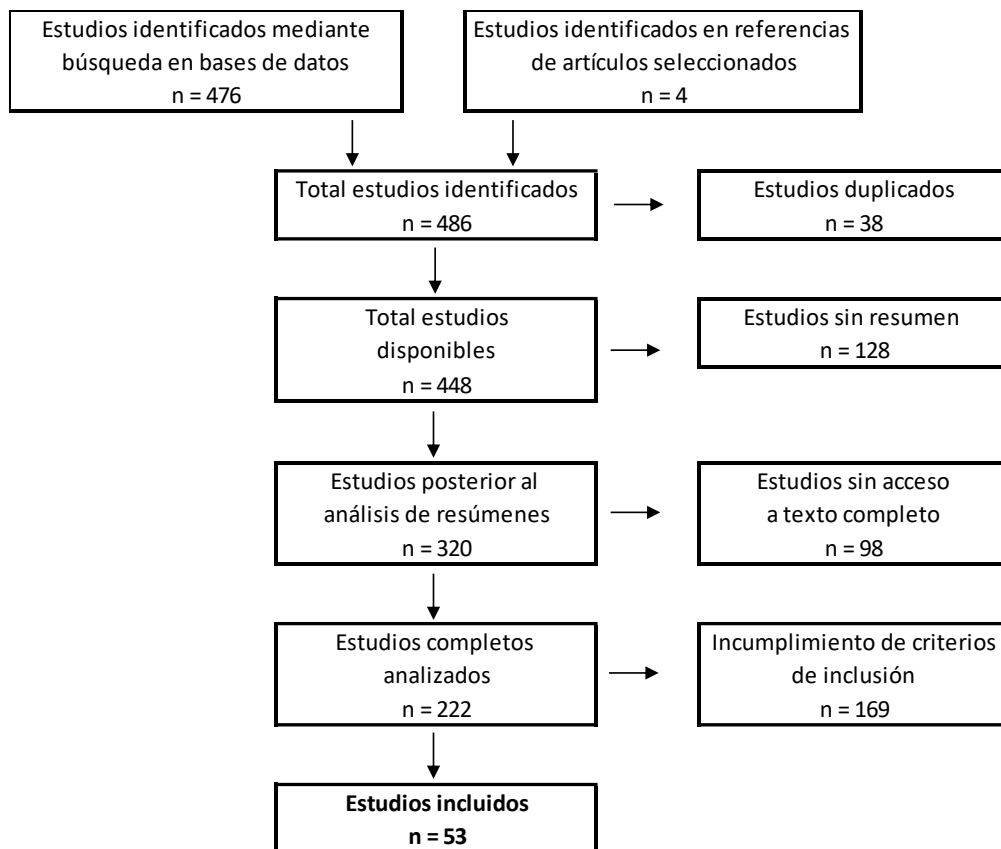 Estudios identificados mediante
búsqueda en bases de datos
n = 476
Estudios identificados en referencias
de artículos seleccionados
n = 4
Total estudios identificados
n = 486
Estudios duplicados
n = 38
Total estudios
disponibles
n = 448
Estudios sin resumen
n = 128
Estudios posterior al
análisis de resúmenes
n = 320
Estudios sin acceso
a texto completo
n = 98
Estudios completos
analizados
n = 222
Incumplimiento de criterios
de inclusión
n = 169
Estudios incluidos
n = 53